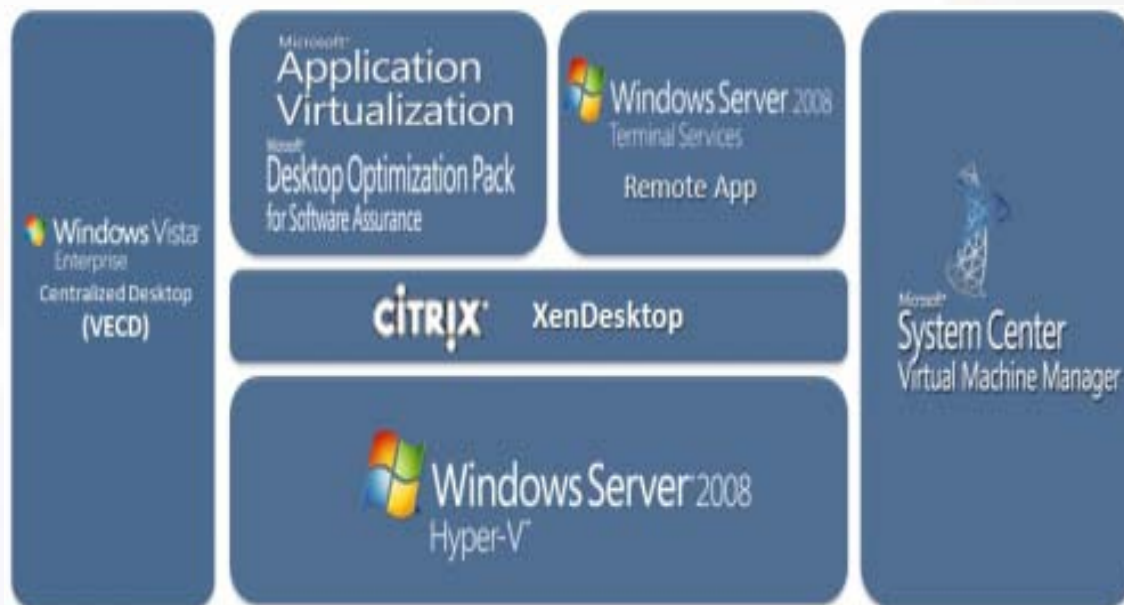 Windows Vista
Enterprise
Centralized Desktop
(VECD)
Microsoft
Application
Virtualization
Microsoft
Desktop Optimization Pack
for Software Assurance
Windows Server 2008
Terminal Services
Remote App
CiTRIX XenDesktop
Windows Server 2008
Hyper-V™
Microsoft
System Center
Virtual Machine Manager